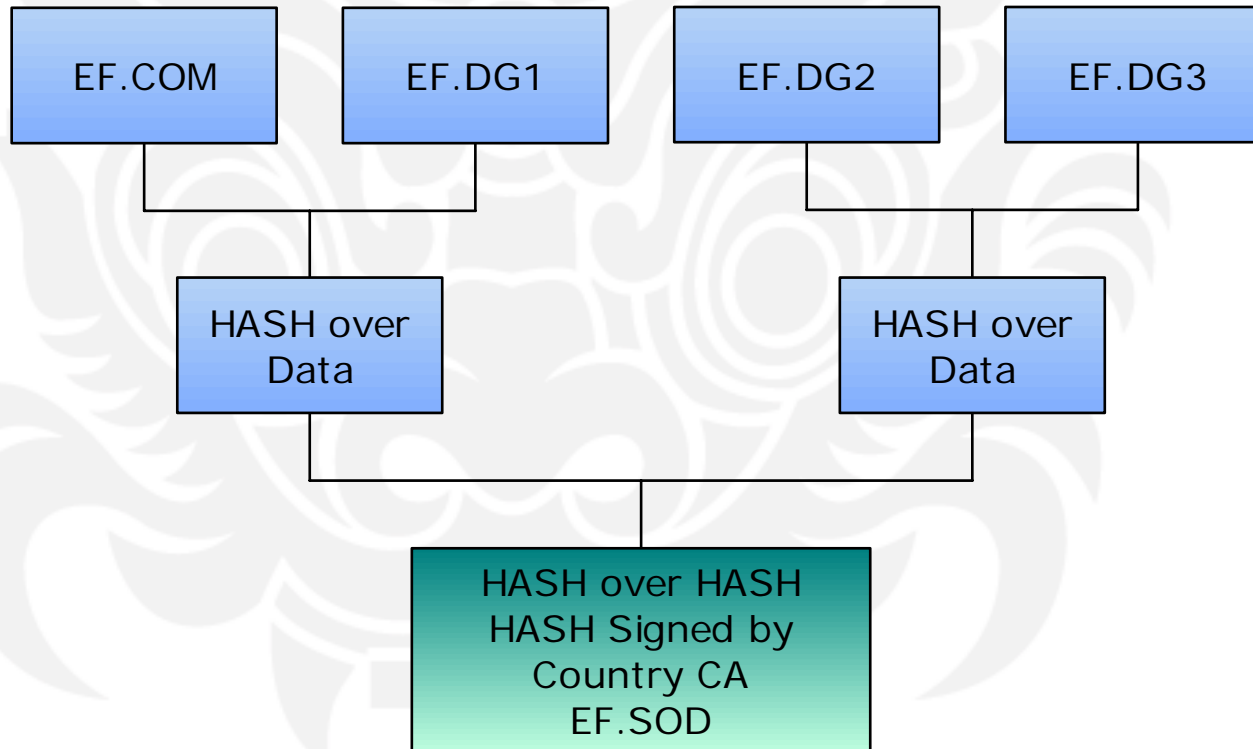 EF.COM
EF.DG1
EF.DG2
EF.DG3
HASH over
Data
HASH over
Data
HASH over HASH
HASH Signed by
Country CA
EF.SOD